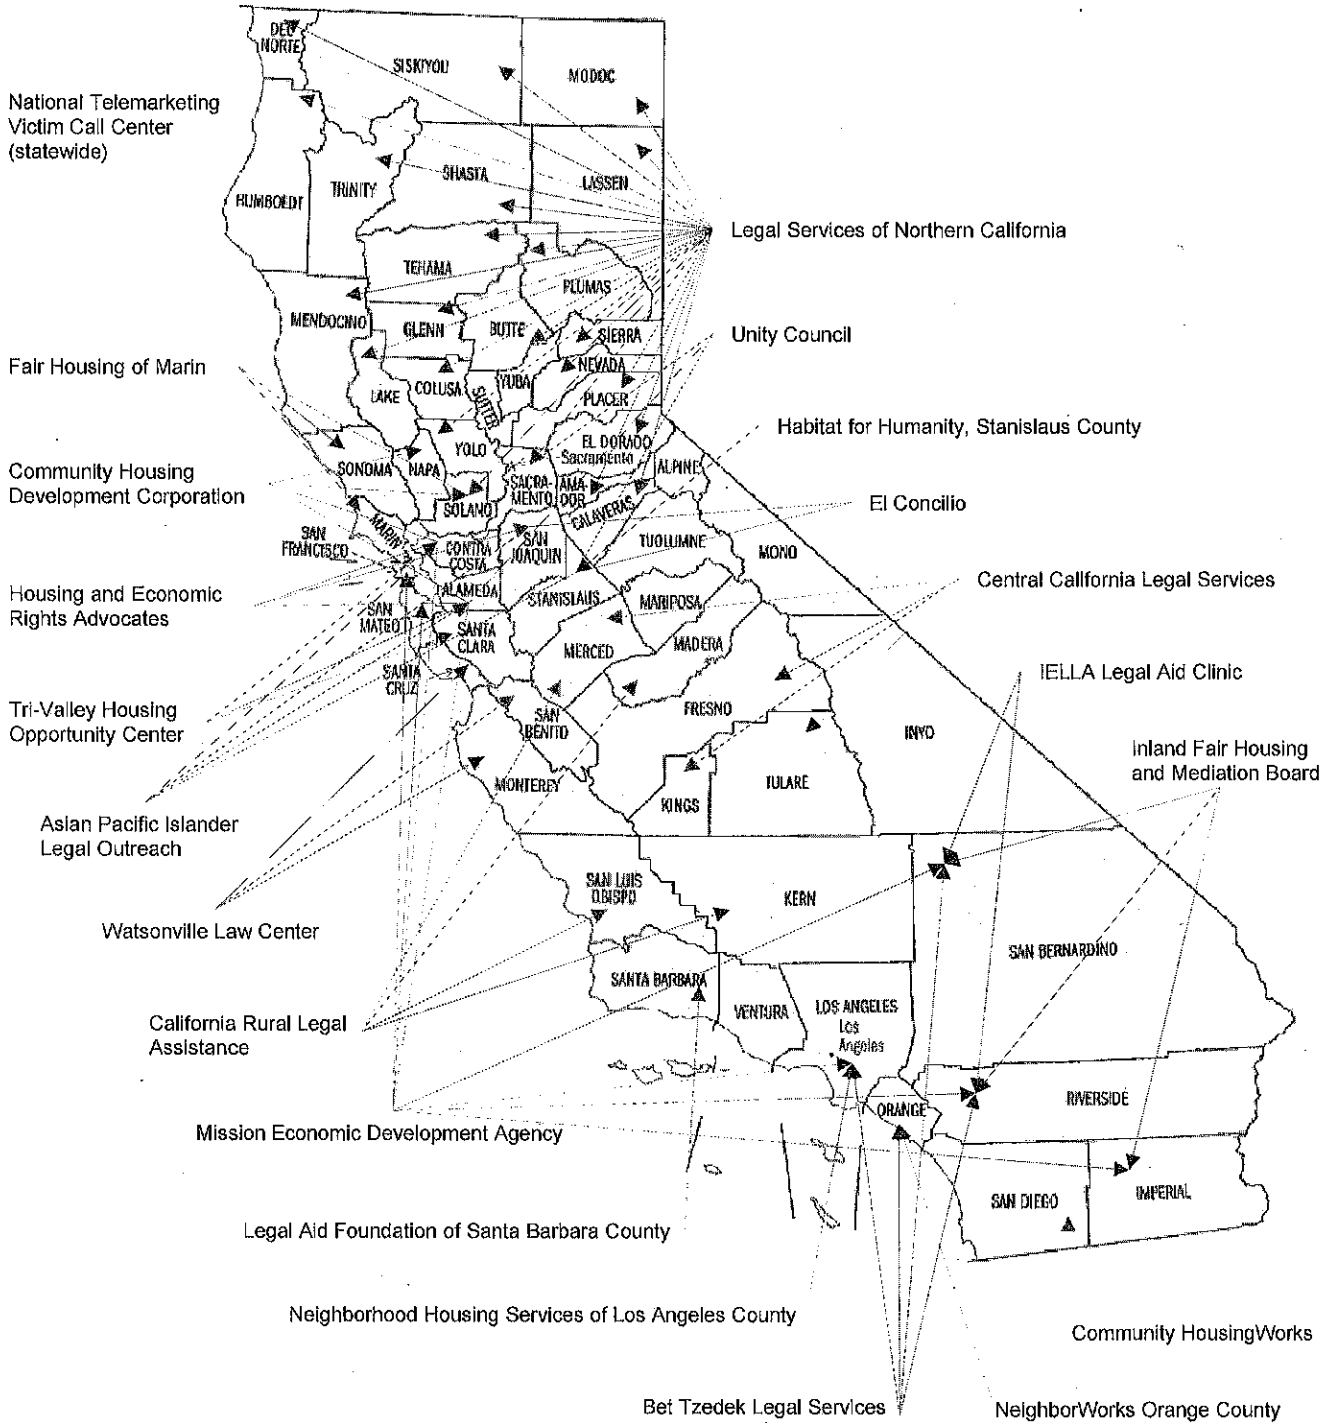 DEL
NORTE
SISKIYOU
MODOC
National Telemarketing
Victim Call Center
(statewide)
HUMBOLDT
TRINITY
SHASTA
LASSEN
Legal Services of Northern California
TEHAMA
PLUMAS
MENDOCINO
GLENN
BUTTE
SIERRA
Unity Council
Fair Housing of Marin
LAKE
COLUSA
SUTTER
YUBA
NEVADA
PLACER
Habitat for Humanity, Stanislaus County
Community Housing
Development Corporation
SONOMA
NAPA
YOLO
EL DORADO
Sacramento
ALPINE
SOLANO
SACRA-
MENTO
AMA-
DOR
CALAVERAS
El Concilio
MARIN
SAN
FRANCISCO
CONTRA
COSTA
SAN
JOAQUIN
TUOLUMNE
MONO
Housing and Economic
Rights Advocates
ALAMEDA
STANISLAUS
MARIPOSA
Central California Legal Services
SAN
MATEO
SANTA
CLARA
MERCED
MADERA
IELLA Legal Aid Clinic
SANTA
CRUZ
Tri-Valley Housing
Opportunity Center
SAN
BENITO
FRESNO
INYO
Inland Fair Housing
and Mediation Board
MONTEREY
KINGS
TULARE
Asian Pacific Islander
Legal Outreach
SAN LUIS
OBISPO
KERN
Watsonville Law Center
SAN BERNARDINO
SANTA BARBARA
VENTURA
LOS ANGELES
Los
Angeles
California Rural Legal
Assistance
ORANGE
RIVERSIDE
Mission Economic Development Agency
SAN DIEGO
IMPERIAL
Legal Aid Foundation of Santa Barbara County
Neighborhood Housing Services of Los Angeles County
Community HousingWorks
Bet Tzedek Legal Services
NeighborWorks Orange County